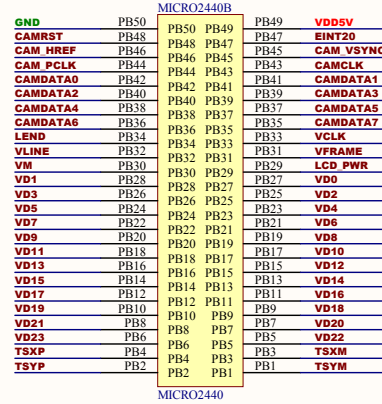 MICRO2440B
GND PB50 PB50 PB49 PB49 VDD5V
CAMRST PB48 PB48 PB47 PB47 EINT20
CAM_HREF PB46 PB46 PB45 PB45 CAM_VSYNC
CAM_PCLK PB44 PB44 PB43 PB43 CAMCLK
CAMDATA0 PB42 PB42 PB41 PB41 CAMDATA1
CAMDATA2 PB40 PB40 PB39 PB39 CAMDATA3
CAMDATA4 PB38 PB38 PB37 PB37 CAMDATA5
CAMDATA6 PB36 PB36 PB35 PB35 CAMDATA7
LEND PB34 PB34 PB33 PB33 VCLK
VLINE PB32 PB32 PB31 PB31 VFRAME
VM PB30 PB30 PB29 PB29 LCD_PWR
VD1 PB28 PB28 PB27 PB27 VD0
VD3 PB26 PB26 PB25 PB25 VD2
VD5 PB24 PB24 PB23 PB23 VD4
VD7 PB22 PB22 PB21 PB21 VD6
VD9 PB20 PB20 PB19 PB19 VD8
VD11 PB18 PB18 PB17 PB17 VD10
VD13 PB16 PB16 PB15 PB15 VD12
VD15 PB14 PB14 PB13 PB13 VD14
VD17 PB12 PB12 PB11 PB11 VD16
VD19 PB10 PB10 PB9 PB9 VD18
VD21 PB8 PB8 PB7 PB7 VD20
VD23 PB6 PB6 PB5 PB5 VD22
TSXP PB4 PB4 PB3 PB3 TSXM
TSYP PB2 PB2 PB1 PB1 TSYM
MICRO2440